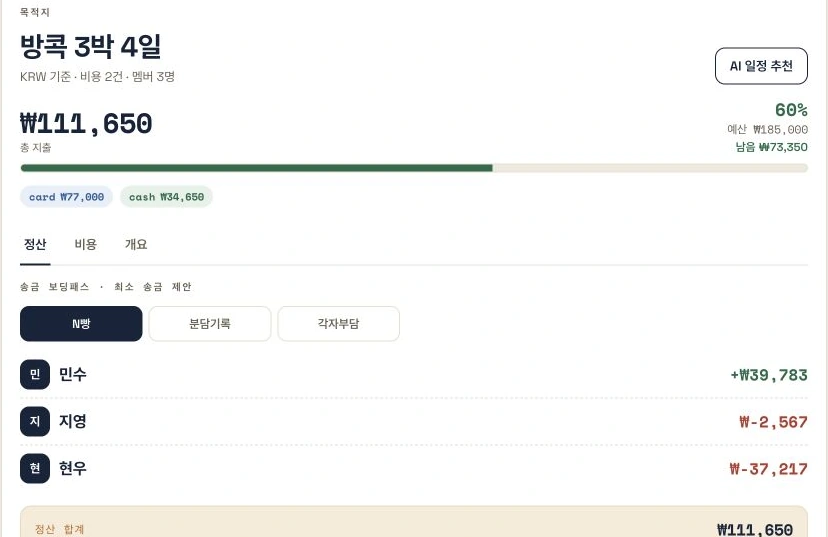 목적지
방콕 3박 4일
KRW 기준 · 비용 2건 · 멤버 3명
AI 일정 추천
₩111,650
총 지출
60%
예산 ₩185,000
남음 ₩73,350
card ₩77,000 cash ₩34,650
정산 비용 개요
송금 보딩패스 · 최소 송금 제안
N빵 분담기록 각자부담
민 민수 +₩39,783
지 지영 ₩-2,567
현 현우 ₩-37,217
정산 합계 ₩111,650